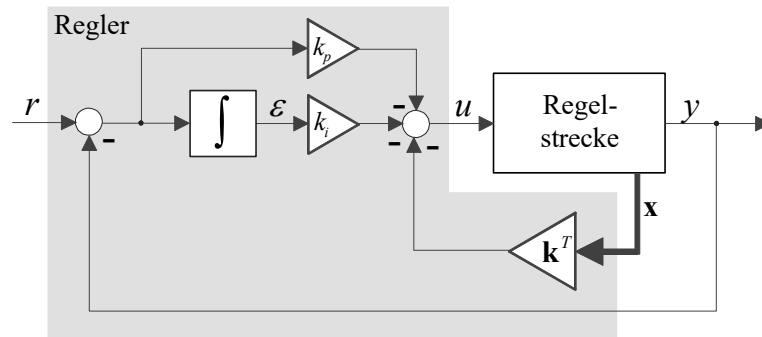 Regler
k_p
r
-
∫
ε
k_i
-
-
-
u
Regel-
strecke
y
x
k^T